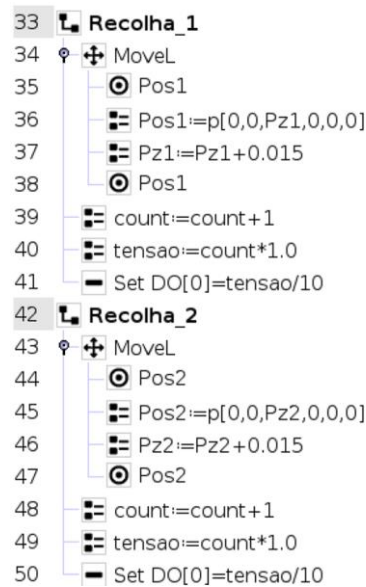 33 Recolha_1
34 MoveL
35 Pos1
36 Pos1:=p[0,0,Pz1,0,0,0]
37 Pz1:=Pz1+0.015
38 Pos1
39 count:=count+1
40 tensao:=count*1.0
41 Set DO[0]=tensao/10
42 Recolha_2
43 MoveL
44 Pos2
45 Pos2:=p[0,0,Pz2,0,0,0]
46 Pz2:=Pz2+0.015
47 Pos2
48 count:=count+1
49 tensao:=count*1.0
50 Set DO[0]=tensao/10